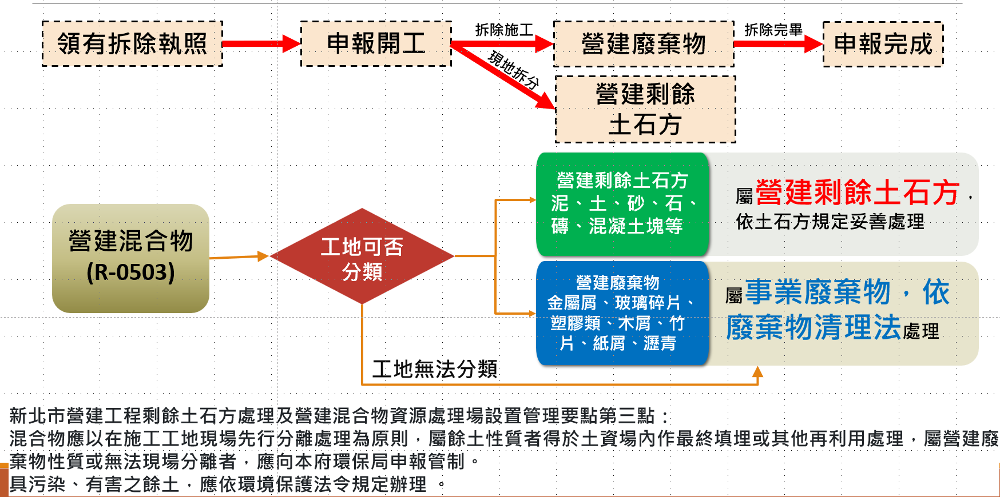 領有拆除執照
申報開工
拆除施工
營建廢棄物
拆除完畢
申報完成
現地拆分
營建剩餘
土石方
營建混合物
(R-0503)
工地可否
分類
營建剩餘土石方
泥、土、砂、石、
磚、混凝土塊等
屬營建剩餘土石方，
依土石方規定妥善處理
營建廢棄物
金屬屑、玻璃碎片、
塑膠類、木屑、竹
片、紙屑、瀝青
屬事業廢棄物，依
廢棄物清理法處理
工地無法分類
新北市營建工程剩餘土石方處理及營建混合物資源處理場設置管理要點第三點：
混合物應以在施工工地現場先行分離處理為原則，屬餘土性質者得於土資場內作最終填埋或其他再利用處理，屬營建廢
棄物性質或無法現場分離者，應向本府環保局申報管制。
具污染、有害之餘土，應依環境保護法令規定辦理 。